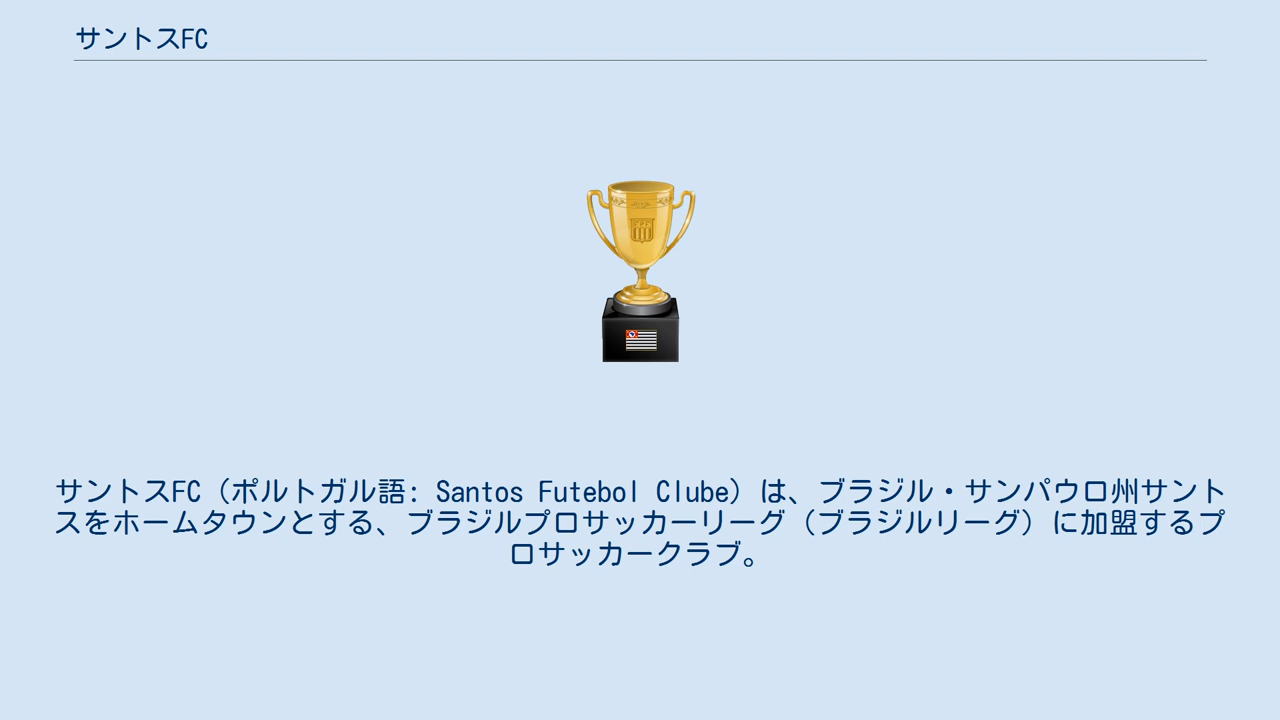 サントスFC
サントスFC（ポルトガル語: Santos Futebol Clube）は、ブラジル・サンパウロ州サント
スをホームタウンとする、ブラジルプロサッカーリーグ（ブラジルリーグ）に加盟するプ
ロサッカークラブ。